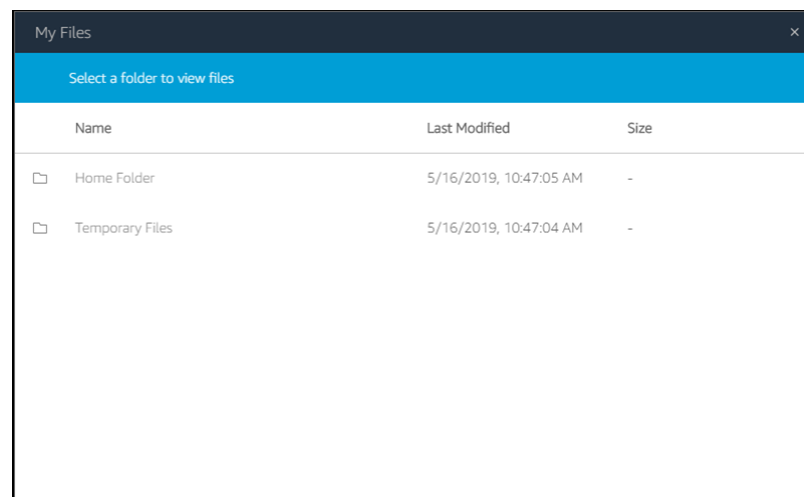 My Files ×
Select a folder to view files
Name Last Modified Size
Home Folder 5/16/2019, 10:47:05 AM -
Temporary Files 5/16/2019, 10:47:04 AM -